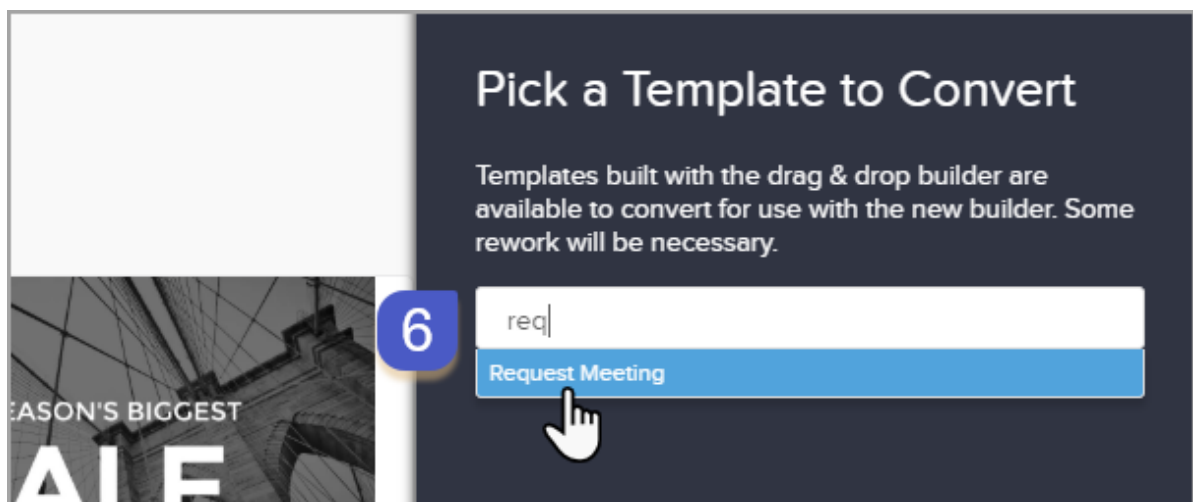 Pick a Template to Convert
Templates built with the drag & drop builder are
available to convert for use with the new builder. Some
rework will be necessary.
6
req
Request Meeting
EASON'S BIGGEST
ALE